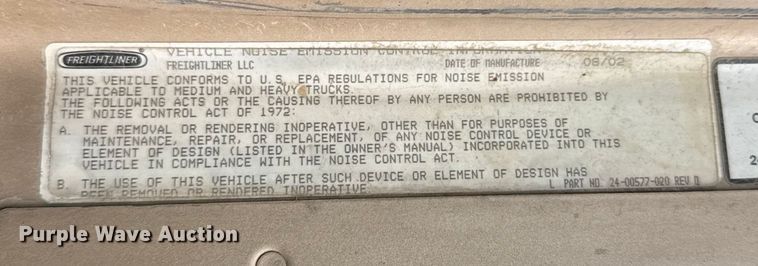 VEHICLE NOISE EMISSION CONTROL INFORMATION
FREIGHTLINER
FREIGHTLINER LLC DATE OF MANUFACTURE 08/02
THIS VEHICLE CONFORMS TO U.S. EPA REGULATIONS FOR NOISE EMISSION
APPLICABLE TO MEDIUM AND HEAVY TRUCKS.
THE FOLLOWING ACTS OR THE CAUSING THEREOF BY ANY PERSON ARE PROHIBITED BY
THE NOISE CONTROL ACT OF 1972:
A. THE REMOVAL OR RENDERING INOPERATIVE, OTHER THAN FOR PURPOSES OF
MAINTENANCE, REPAIR, OR REPLACEMENT, OF ANY NOISE CONTROL DEVICE OR
ELEMENT OF DESIGN (LISTED IN THE OWNER'S MANUAL) INCORPORATED INTO THIS
VEHICLE IN COMPLIANCE WITH THE NOISE CONTROL ACT.
B. THE USE OF THIS VEHICLE AFTER SUCH DEVICE OR ELEMENT OF DESIGN HAS
BEEN REMOVED OR RENDERED INOPERATIVE.
L PART NO. 24-00577-020 REV D
Purple Wave Auction